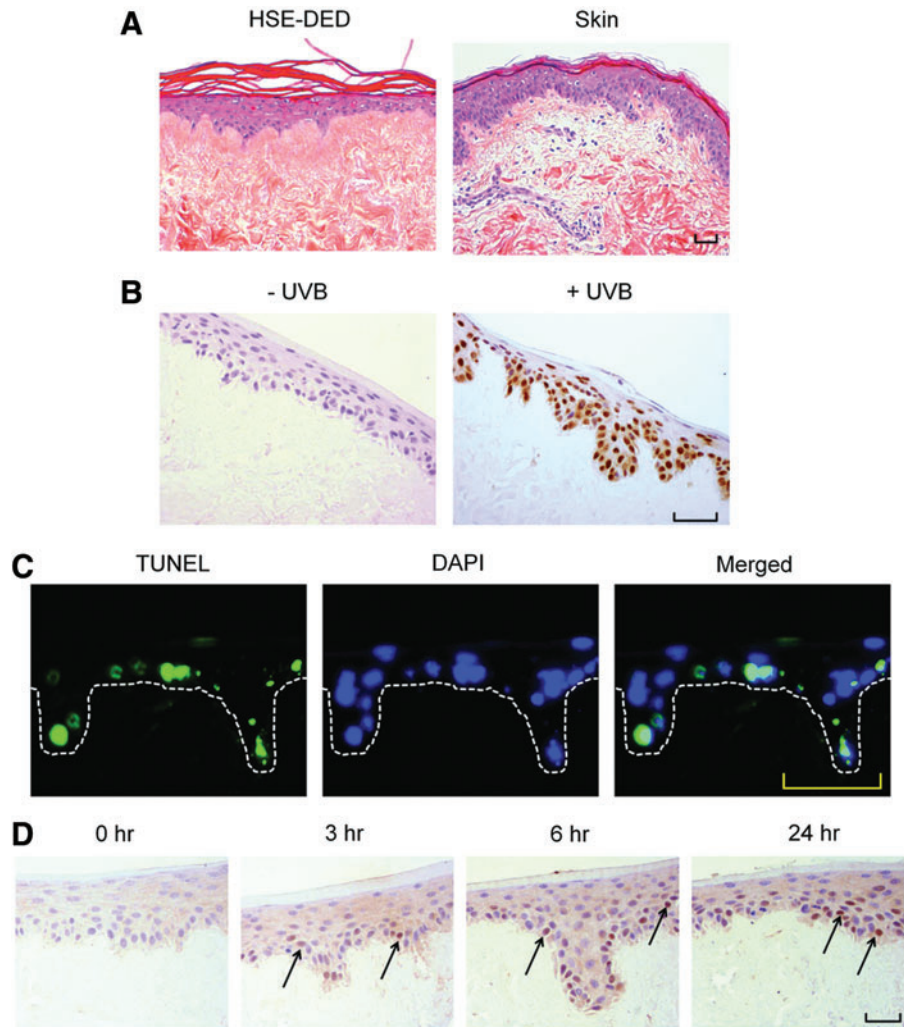 A
HSE-DED Skin
B
- UVB + UVB
C
TUNEL DAPI Merged
D
0 hr 3 hr 6 hr 24 hr